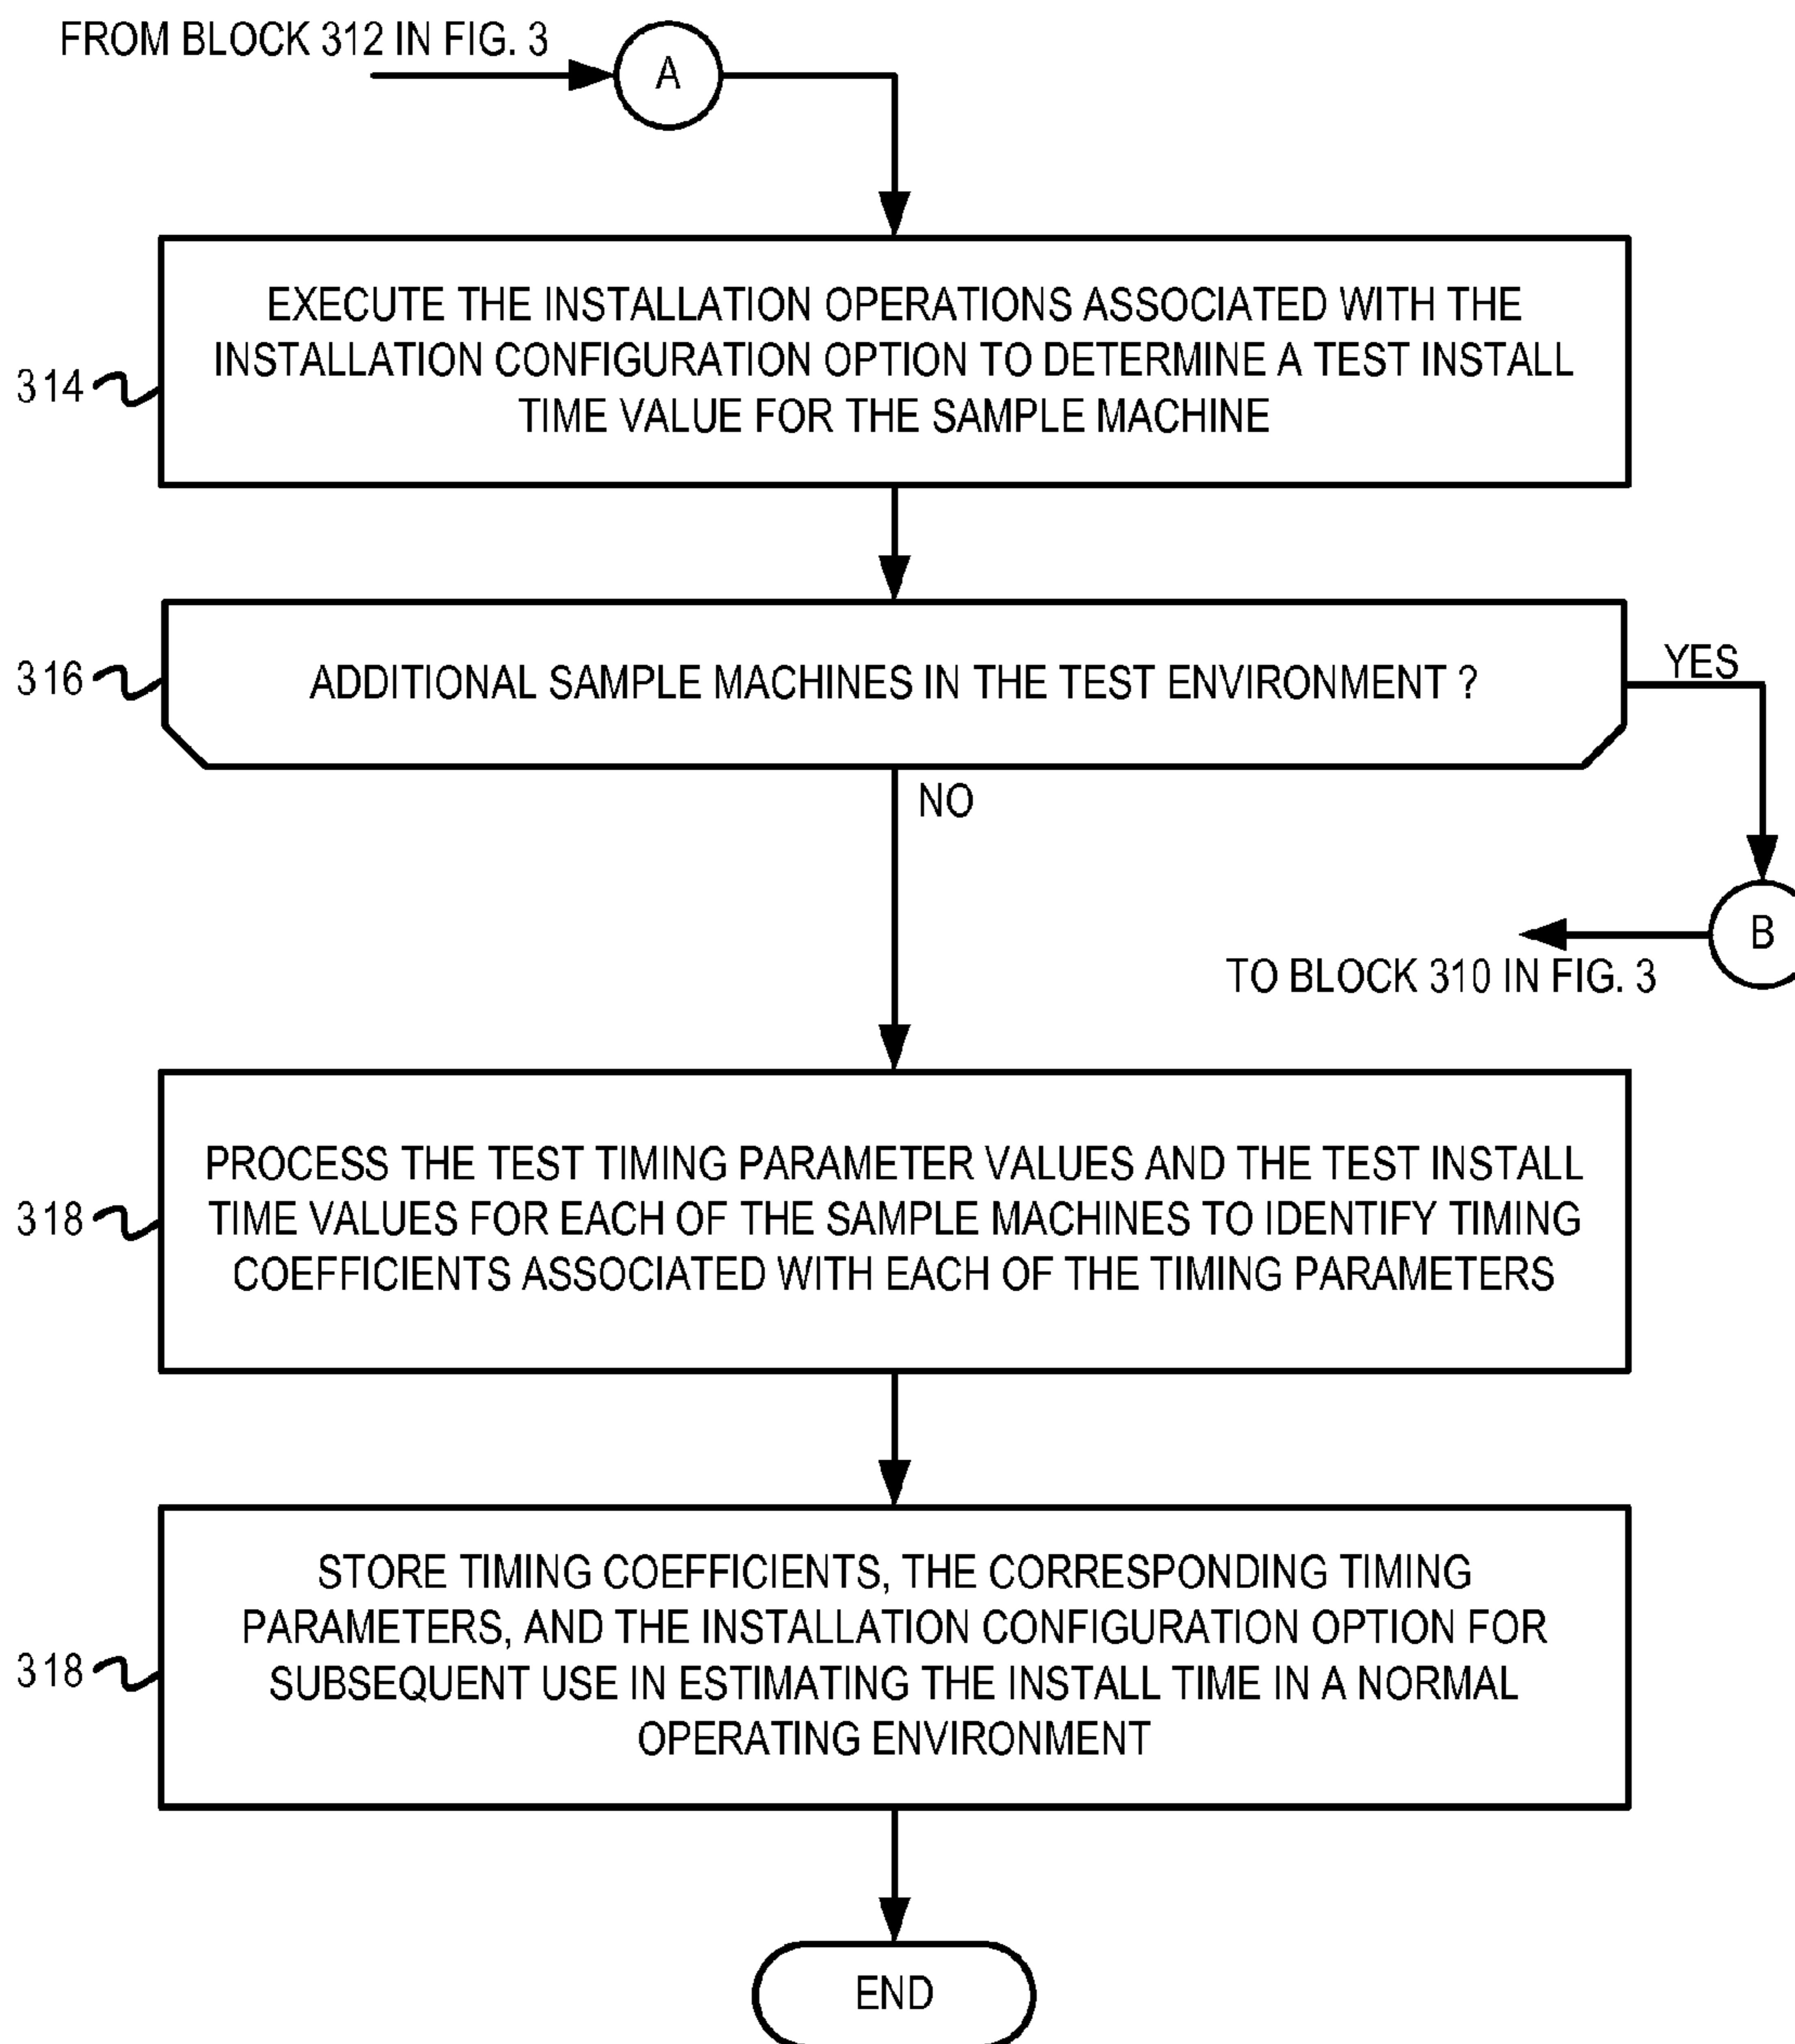 FROM BLOCK 312 IN FIG. 3
A
EXECUTE THE INSTALLATION OPERATIONS ASSOCIATED WITH THE
INSTALLATION CONFIGURATION OPTION TO DETERMINE A TEST INSTALL
TIME VALUE FOR THE SAMPLE MACHINE
314
ADDITIONAL SAMPLE MACHINES IN THE TEST ENVIRONMENT ?
316
YES
NO
B
TO BLOCK 310 IN FIG. 3
PROCESS THE TEST TIMING PARAMETER VALUES AND THE TEST INSTALL
TIME VALUES FOR EACH OF THE SAMPLE MACHINES TO IDENTIFY TIMING
COEFFICIENTS ASSOCIATED WITH EACH OF THE TIMING PARAMETERS
318
STORE TIMING COEFFICIENTS, THE CORRESPONDING TIMING
PARAMETERS, AND THE INSTALLATION CONFIGURATION OPTION FOR
SUBSEQUENT USE IN ESTIMATING THE INSTALL TIME IN A NORMAL
OPERATING ENVIRONMENT
318
END